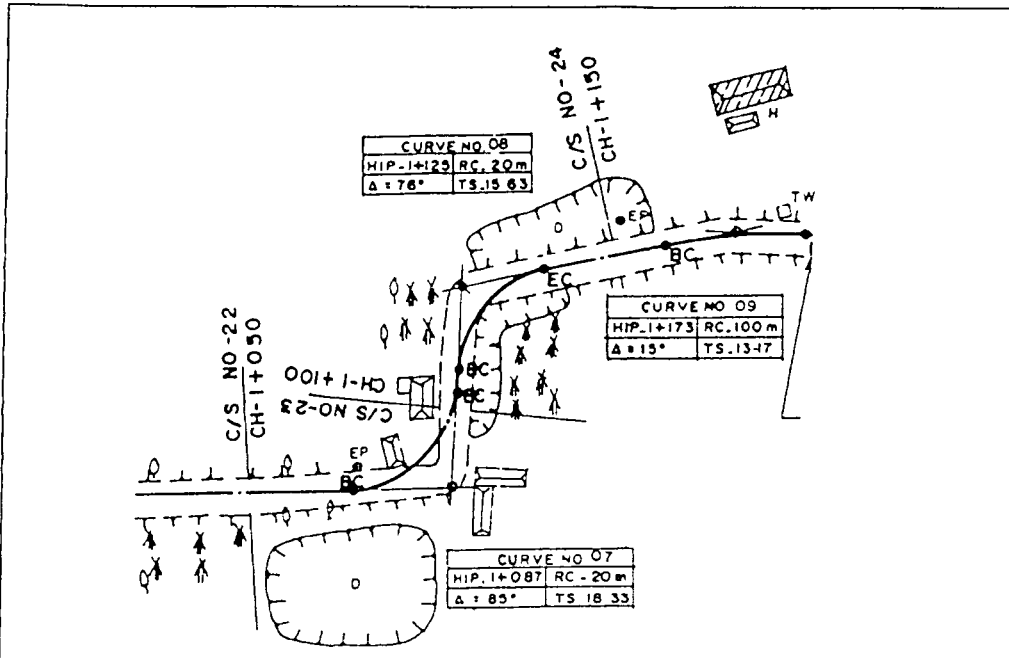 C/S NO-24
CH-1+150
H
CURVE NO 08
HIP-1+125 RC. 20m
Δ = 76° TS.15 63
TW
EP
BC
EC
CURVE NO 09
HIP-1+173 RC.100m
Δ = 15° TS.13-17
C/S NO-22
CH-1+050
CH-1+100
C/S NO-23
BC
EC
EP
BC
CURVE NO 07
HIP.1+087 RC-20m
Δ = 85° TS 18 33